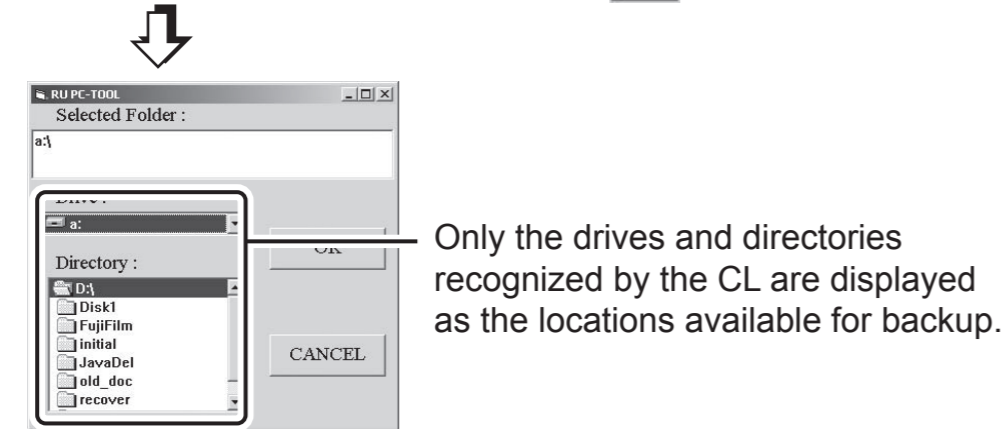 RU PC-TOOL
Selected Folder :
a:\
Drive :
a:
Directory :
D:\
Disk1
FujiFilm
initial
JavaDel
old_doc
recover
OK
CANCEL
Only the drives and directories
recognized by the CL are displayed
as the locations available for backup.